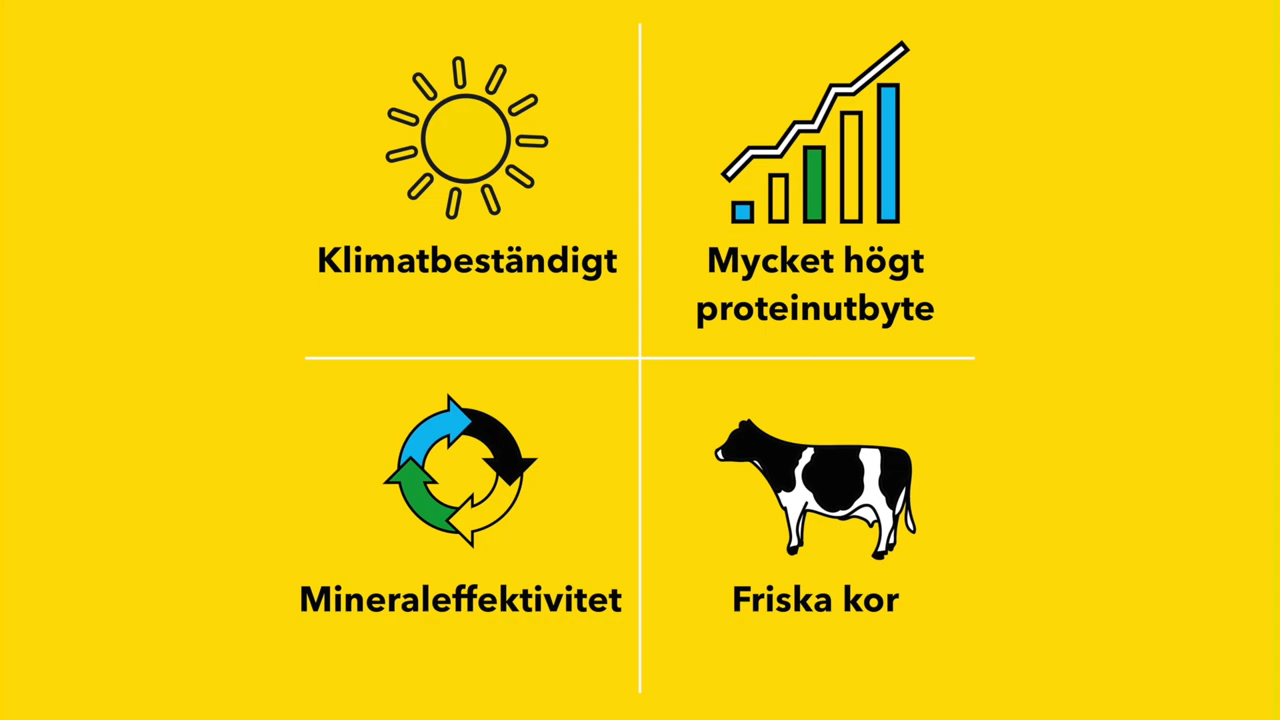 Klimatbeständigt
Mycket högt
proteinutbyte
Mineraleffektivitet
Friska kor